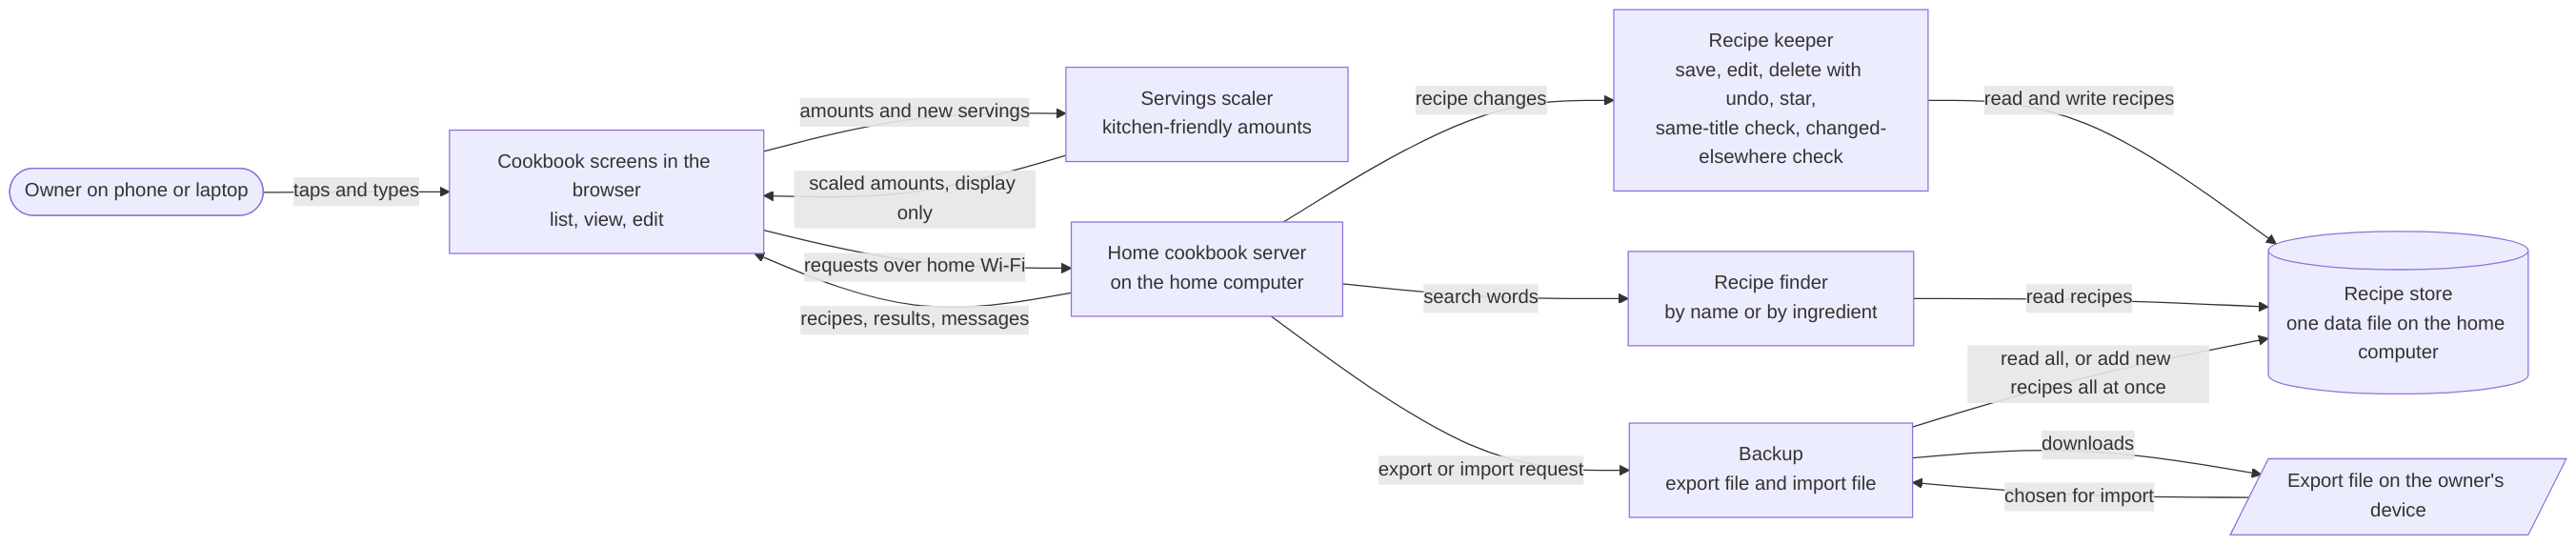 Owner on phone or laptop
taps and types
Cookbook screens in the
browser
list, view, edit
amounts and new servings
scaled amounts, display
only
requests over home Wi-Fi
recipes, results, messages
Servings scaler
kitchen-friendly amounts
Home cookbook server
on the home computer
recipe changes
search words
export or import request
Recipe keeper
save, edit, delete with
undo, star,
same-title check, changed-
elsewhere check
Recipe finder
by name or by ingredient
Backup
export file and import file
read and write recipes
read recipes
read all, or add new
recipes all at once
downloads
chosen for import
Recipe store
one data file on the home
computer
Export file on the owner's
device